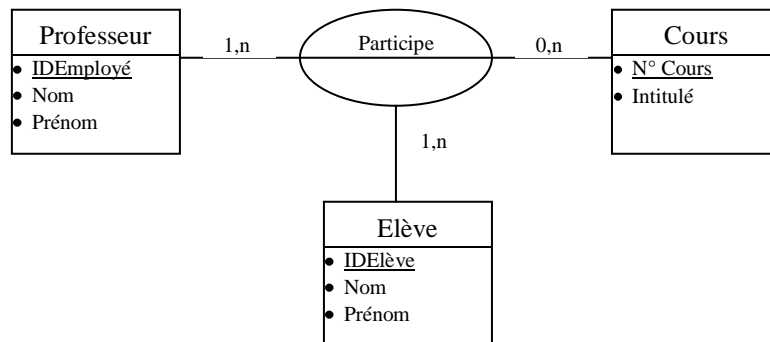 Professeur
IDEmployé
Nom
Prénom
1,n
Participe
0,n
Cours
N° Cours
Intitulé
1,n
Elève
IDElève
Nom
Prénom